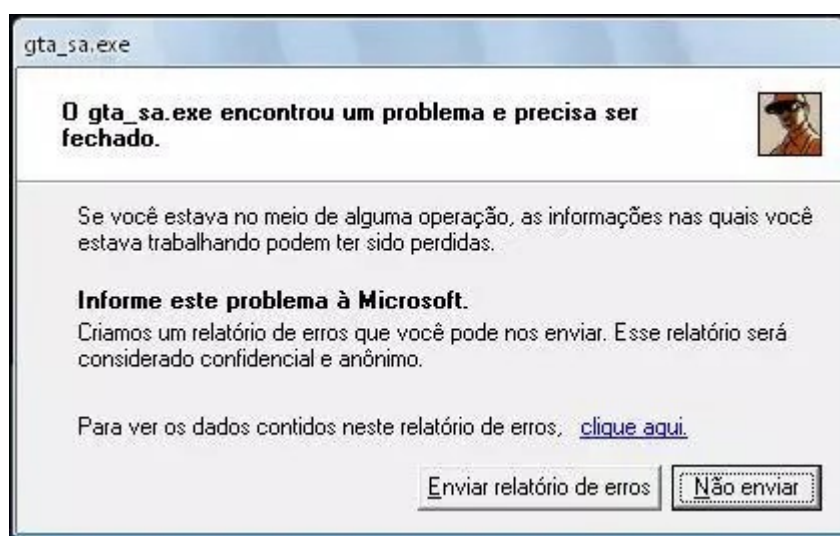 gta_sa.exe
O gta_sa.exe encontrou um problema e precisa ser
fechado.
Se você estava no meio de alguma operação, as informações nas quais você
estava trabalhando podem ter sido perdidas.
Informe este problema à Microsoft.
Criamos um relatório de erros que você pode nos enviar. Esse relatório será
considerado confidencial e anônimo.
Para ver os dados contidos neste relatório de erros, clique aqui.
Enviar relatório de erros Não enviar